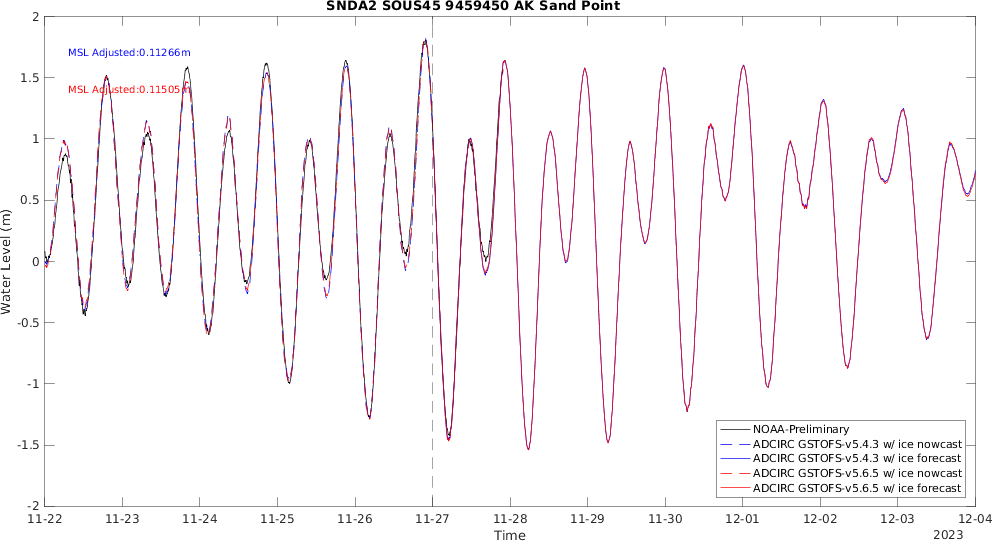 SNDA2 SOUS45 9459450 AK Sand Point
MSL Adjusted:0.11266m
MSL Adjusted:0.11505m
Water Level (m)
2
1.5
1
0.5
0
-0.5
-1
-1.5
-2
NOAA-Preliminary
ADCIRC GSTOFS-v5.4.3 w/ ice nowcast
ADCIRC GSTOFS-v5.4.3 w/ ice forecast
ADCIRC GSTOFS-v5.6.5 w/ ice nowcast
ADCIRC GSTOFS-v5.6.5 w/ ice forecast
11-22 11-23 11-24 11-25 11-26 11-27 11-28 11-29 11-30 12-01 12-02 12-03 12-04
Time
2023